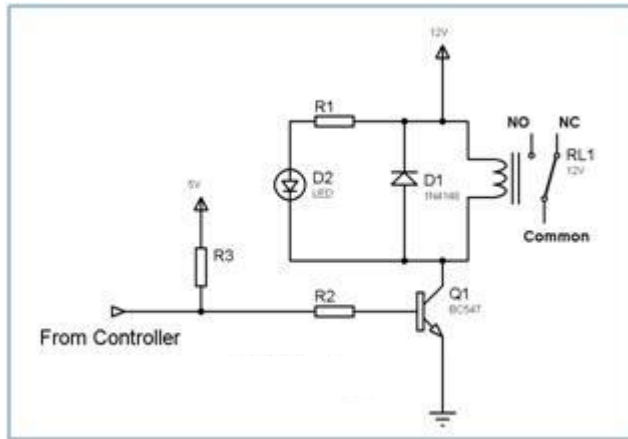 12V
R1
NO
NC
RL1
12V
D2
LED
D1
1N4148
Common
5V
R3
R2
Q1
BC547
From Controller